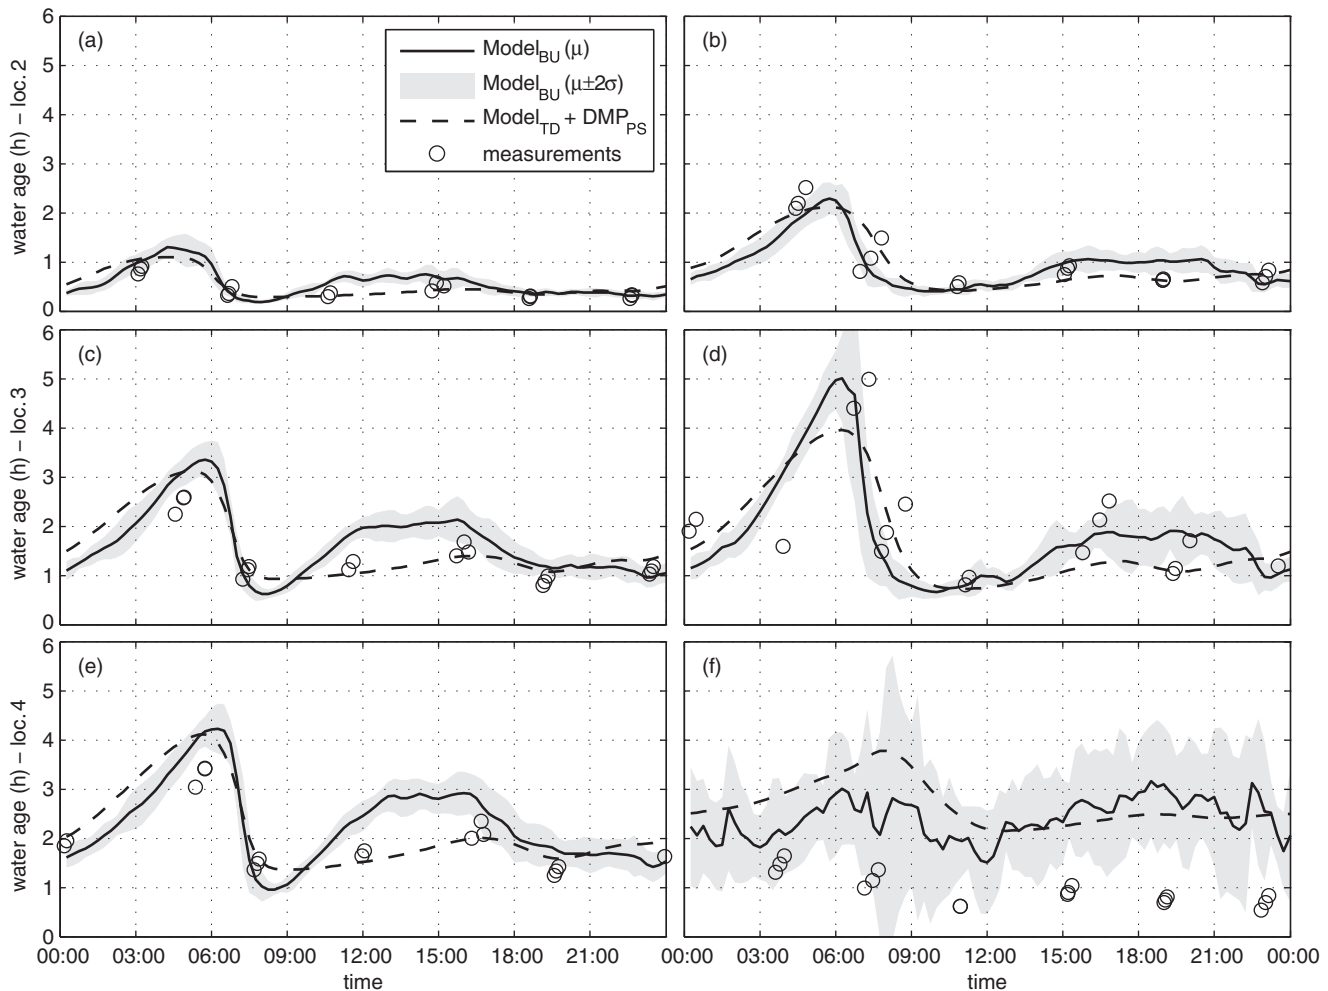 6
5
4
3
2
1
0
water age (h) – loc. 2
(a)
Model_BU (μ)
Model_BU (μ±2σ)
Model_TD + DMP_PS
measurements
(b)
6
5
4
3
2
1
0
water age (h) – loc. 3
(c)
(d)
6
5
4
3
2
1
0
water age (h) – loc. 4
(e)
(f)
00:00 03:00 06:00 09:00 12:00 15:00 18:00 21:00 00:00 03:00 06:00 09:00 12:00 15:00 18:00 21:00 00:00
time time